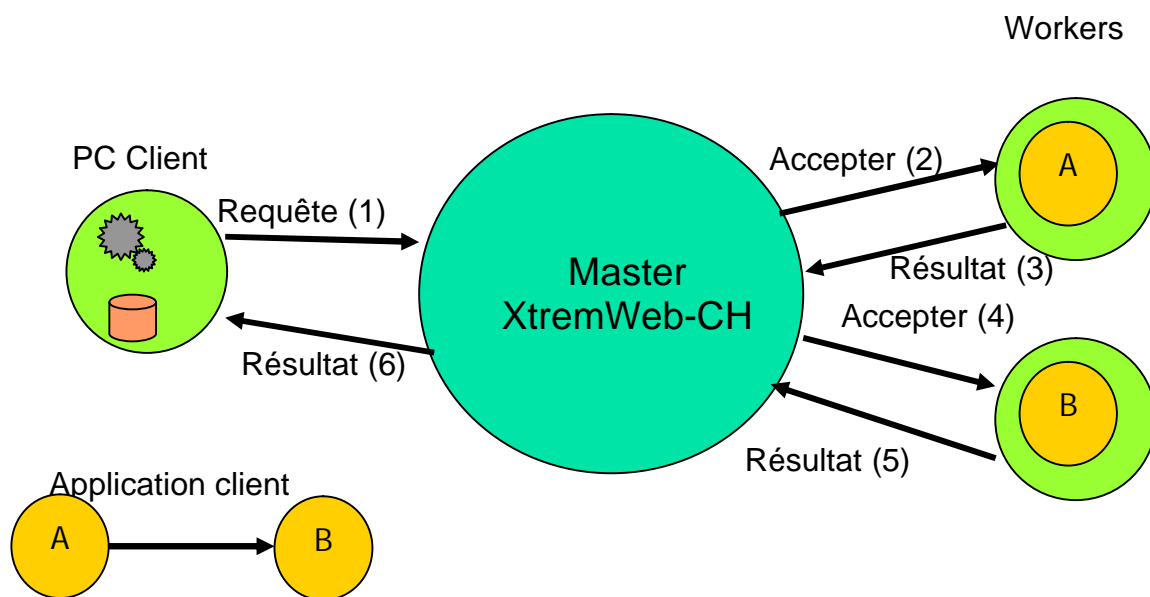 Workers
PC Client
Accepter (2)
A
Requête (1)
Master
XtremWeb-CH
Résultat (3)
Accepter (4)
Résultat (6)
B
Résultat (5)
Application client
A
B